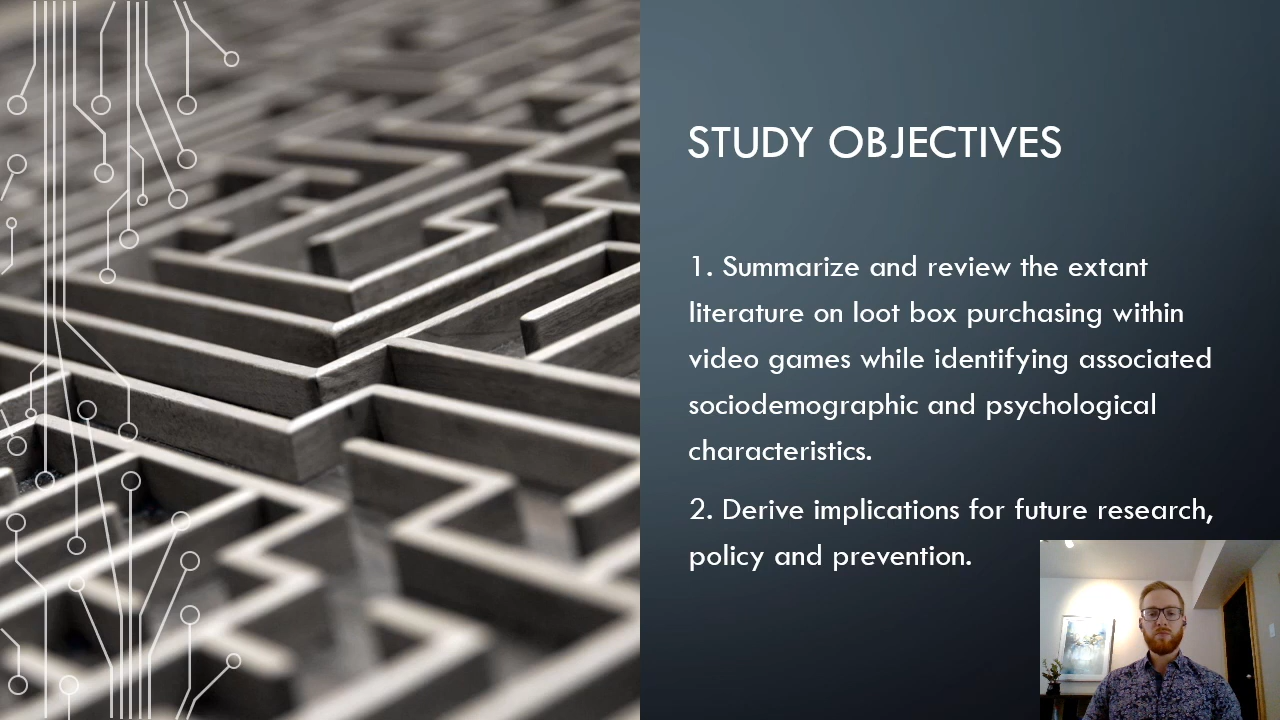 STUDY OBJECTIVES
1. Summarize and review the extant
literature on loot box purchasing within
video games while identifying associated
sociodemographic and psychological
characteristics.
2. Derive implications for future research,
policy and prevention.